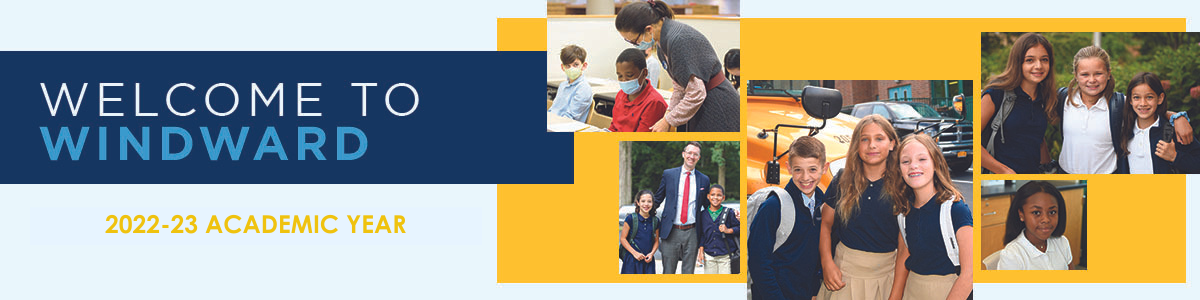 WELCOME TO
WINDWARD
2022-23 ACADEMIC YEAR